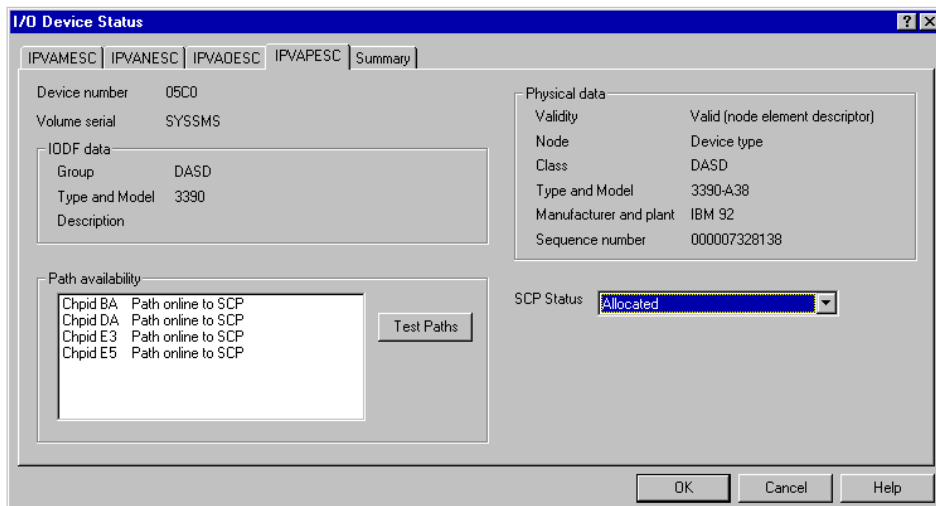 I/O Device Status
IPVAMESC IPVANESC IPVAOESC IPVAPESC Summary
Device number 05C0
Volume serial SYSSMS
IODF data
Group DASD
Type and Model 3390
Description
Physical data
Validity Valid (node element descriptor)
Node Device type
Class DASD
Type and Model 3390-A38
Manufacturer and plant IBM 92
Sequence number 000007328138
Path availability
Chpid BA Path online to SCP
Chpid DA Path online to SCP
Chpid E3 Path online to SCP
Chpid E5 Path online to SCP
Test Paths
SCP Status Allocated
OK Cancel Help